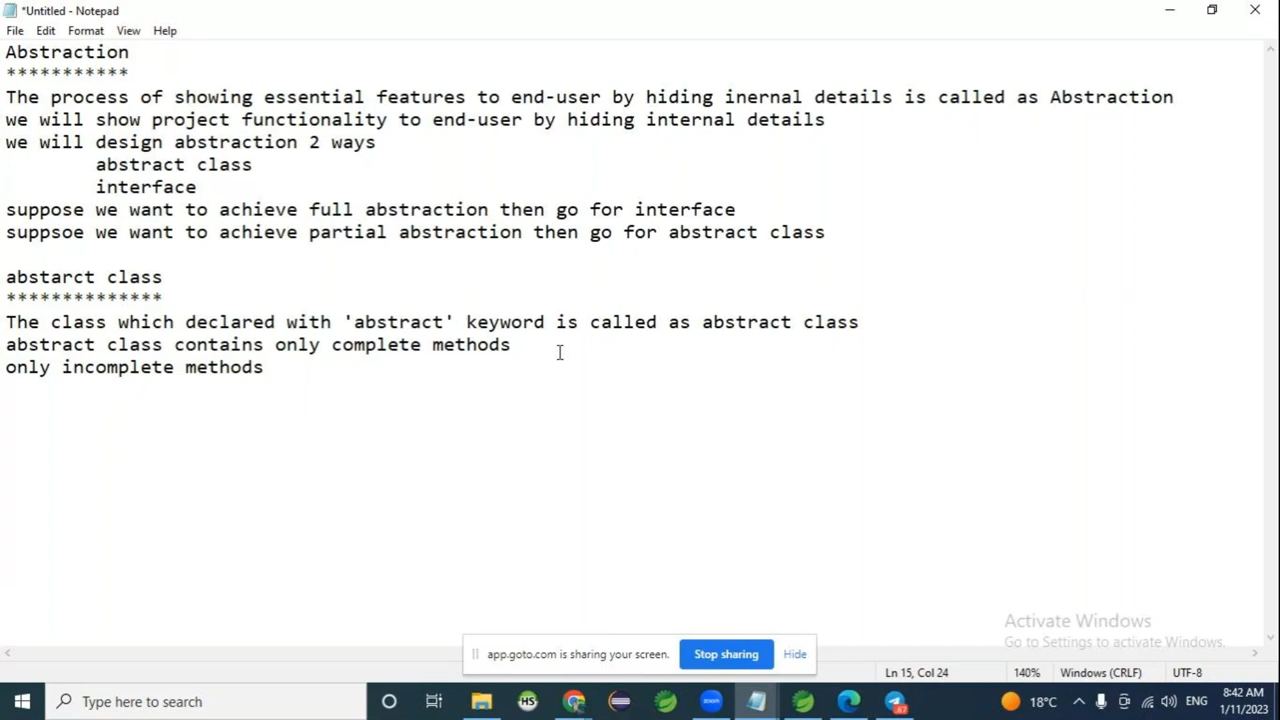 *Untitled - Notepad
File Edit Format View Help
Abstraction
***********
The process of showing essential features to end-user by hiding inernal details is called as Abstraction
we will show project functionality to end-user by hiding internal details
we will design abstraction 2 ways
abstract class
interface
suppose we want to achieve full abstraction then go for interface
suppsoe we want to achieve partial abstraction then go for abstract class
abstarct class
**************
The class which declared with 'abstract' keyword is called as abstract class
abstract class contains only complete methods
only incomplete methods
Activate Windows
Go to Settings to activate Windows.
app.goto.com is sharing your screen. Stop sharing Hide
Ln 15, Col 24 140% Windows (CRLF) UTF-8
Type here to search HS zoom 18°C ENG 8:42 AM
1/11/2023